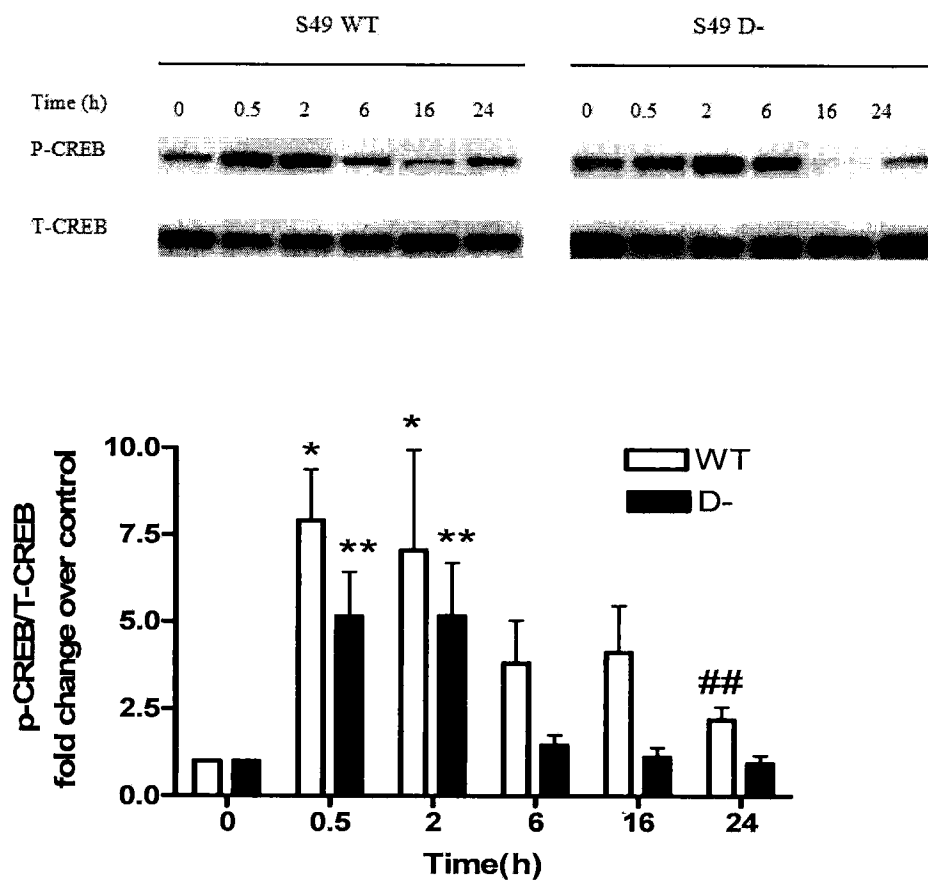 S49 WT S49 D-
Time (h) 0 0.5 2 6 16 24 0 0.5 2 6 16 24
P-CREB
T-CREB
p-CREB/T-CREB
fold change over control
10.0
7.5
5.0
2.5
0.0
* ** * ** ##
WT
D-
0 0.5 2 6 16 24
Time(h)